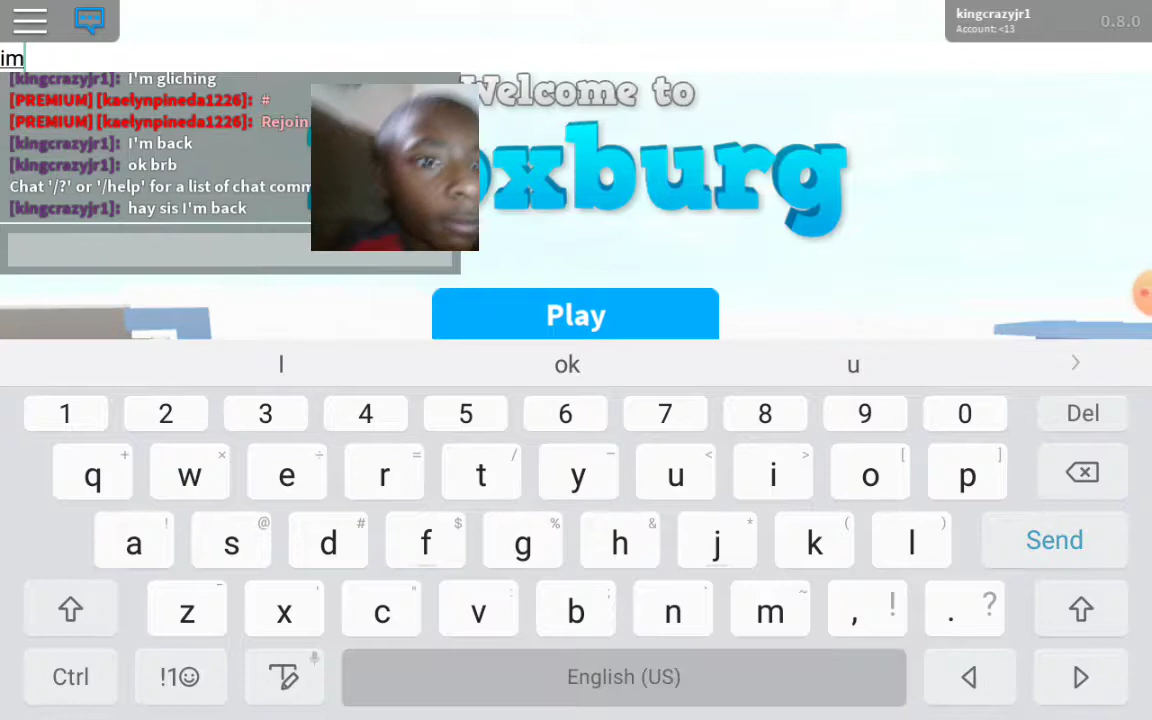 kingcrazyjr1
Account: <13
0.8.0
im
[kingcrazyjr1]: I'm gliching
[PREMIUM] [kaelynpineda1226]: #
[PREMIUM] [kaelynpineda1226]: Rejoin
[kingcrazyjr1]: I'm back
[kingcrazyjr1]: ok brb
Chat '/?' or '/help' for a list of chat comm
[kingcrazyjr1]: hay sis I'm back
Welcome to
oxburg
Play
I ok u >
1 2 3 4 5 6 7 8 9 0 Del
+ × ÷ = / − < > [ ]
q w e r t y u i o p
! @ # $ % & * ( )
a s d f g h j k l Send
- ' " : ; ` ~ ! ?
z x c v b n m , .
Ctrl !1☺ T English (US)